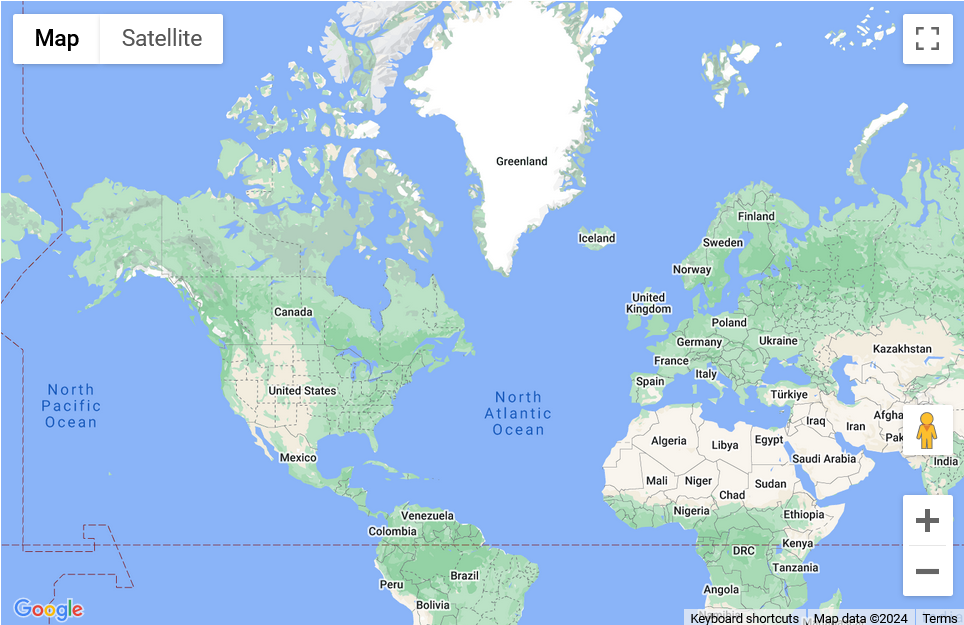 Map
Satellite
Greenland
Finland
Iceland
Sweden
Norway
United
Kingdom
Canada
Poland
Germany
Ukraine
Kazakhstan
France
Italy
Spain
United States
North
Pacific
Ocean
North
Atlantic
Ocean
Türkiye
Iraq
Afgha
Iran
Pak
Algeria
Libya
Egypt
Mexico
Saudi Arabia
India
Mali
Niger
Sudan
Chad
Nigeria
Ethiopia
Venezuela
Colombia
Kenya
DRC
Tanzania
Brazil
Peru
Angola
Bolivia
Google
Namibia
Keyboard shortcuts
Map data ©2024
Terms